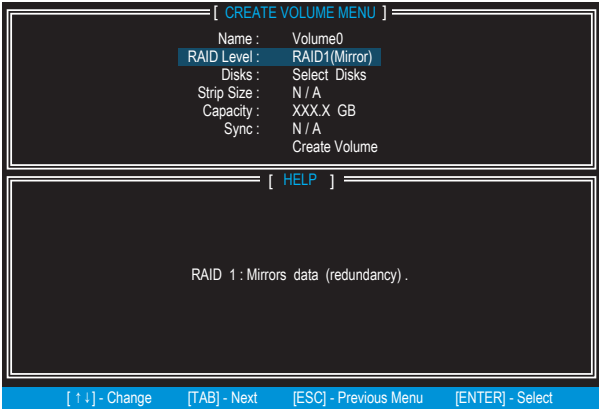 [ CREATE VOLUME MENU ]
Name : Volume0
RAID Level : RAID1(Mirror)
Disks : Select Disks
Strip Size : N / A
Capacity : XXX.X GB
Sync : N / A
Create Volume
[ HELP ]
RAID 1 : Mirrors data (redundancy) .
[ ↑↓] - Change [TAB] - Next [ESC] - Previous Menu [ENTER] - Select